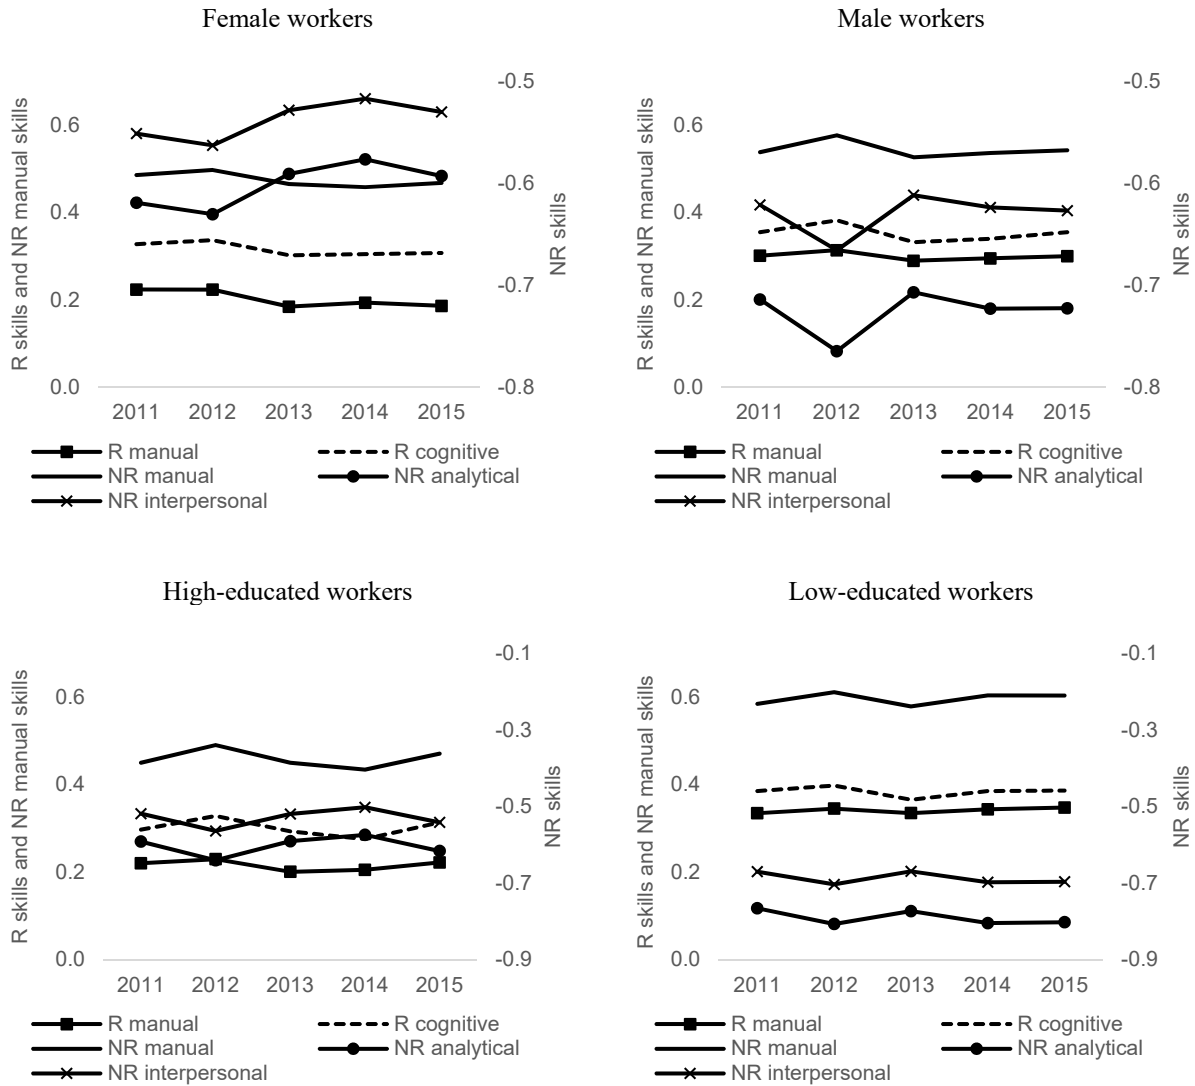 Female workers
Male workers
R skills and NR manual skills
0.6
0.4
0.2
0.0
-0.5
-0.6
-0.7
-0.8
NR skills
2011 2012 2013 2014 2015
R manual
R cognitive
NR manual
NR analytical
NR interpersonal
R skills and NR manual skills
0.6
0.4
0.2
0.0
-0.5
-0.6
-0.7
-0.8
NR skills
2011 2012 2013 2014 2015
R manual
R cognitive
NR manual
NR analytical
NR interpersonal
High-educated workers
Low-educated workers
R skills and NR manual skills
0.6
0.4
0.2
0.0
-0.1
-0.3
-0.5
-0.7
-0.9
NR skills
2011 2012 2013 2014 2015
R manual
R cognitive
NR manual
NR analytical
NR interpersonal
R skills and NR manual skills
0.6
0.4
0.2
0.0
-0.1
-0.3
-0.5
-0.7
-0.9
NR skills
2011 2012 2013 2014 2015
R manual
R cognitive
NR manual
NR analytical
NR interpersonal